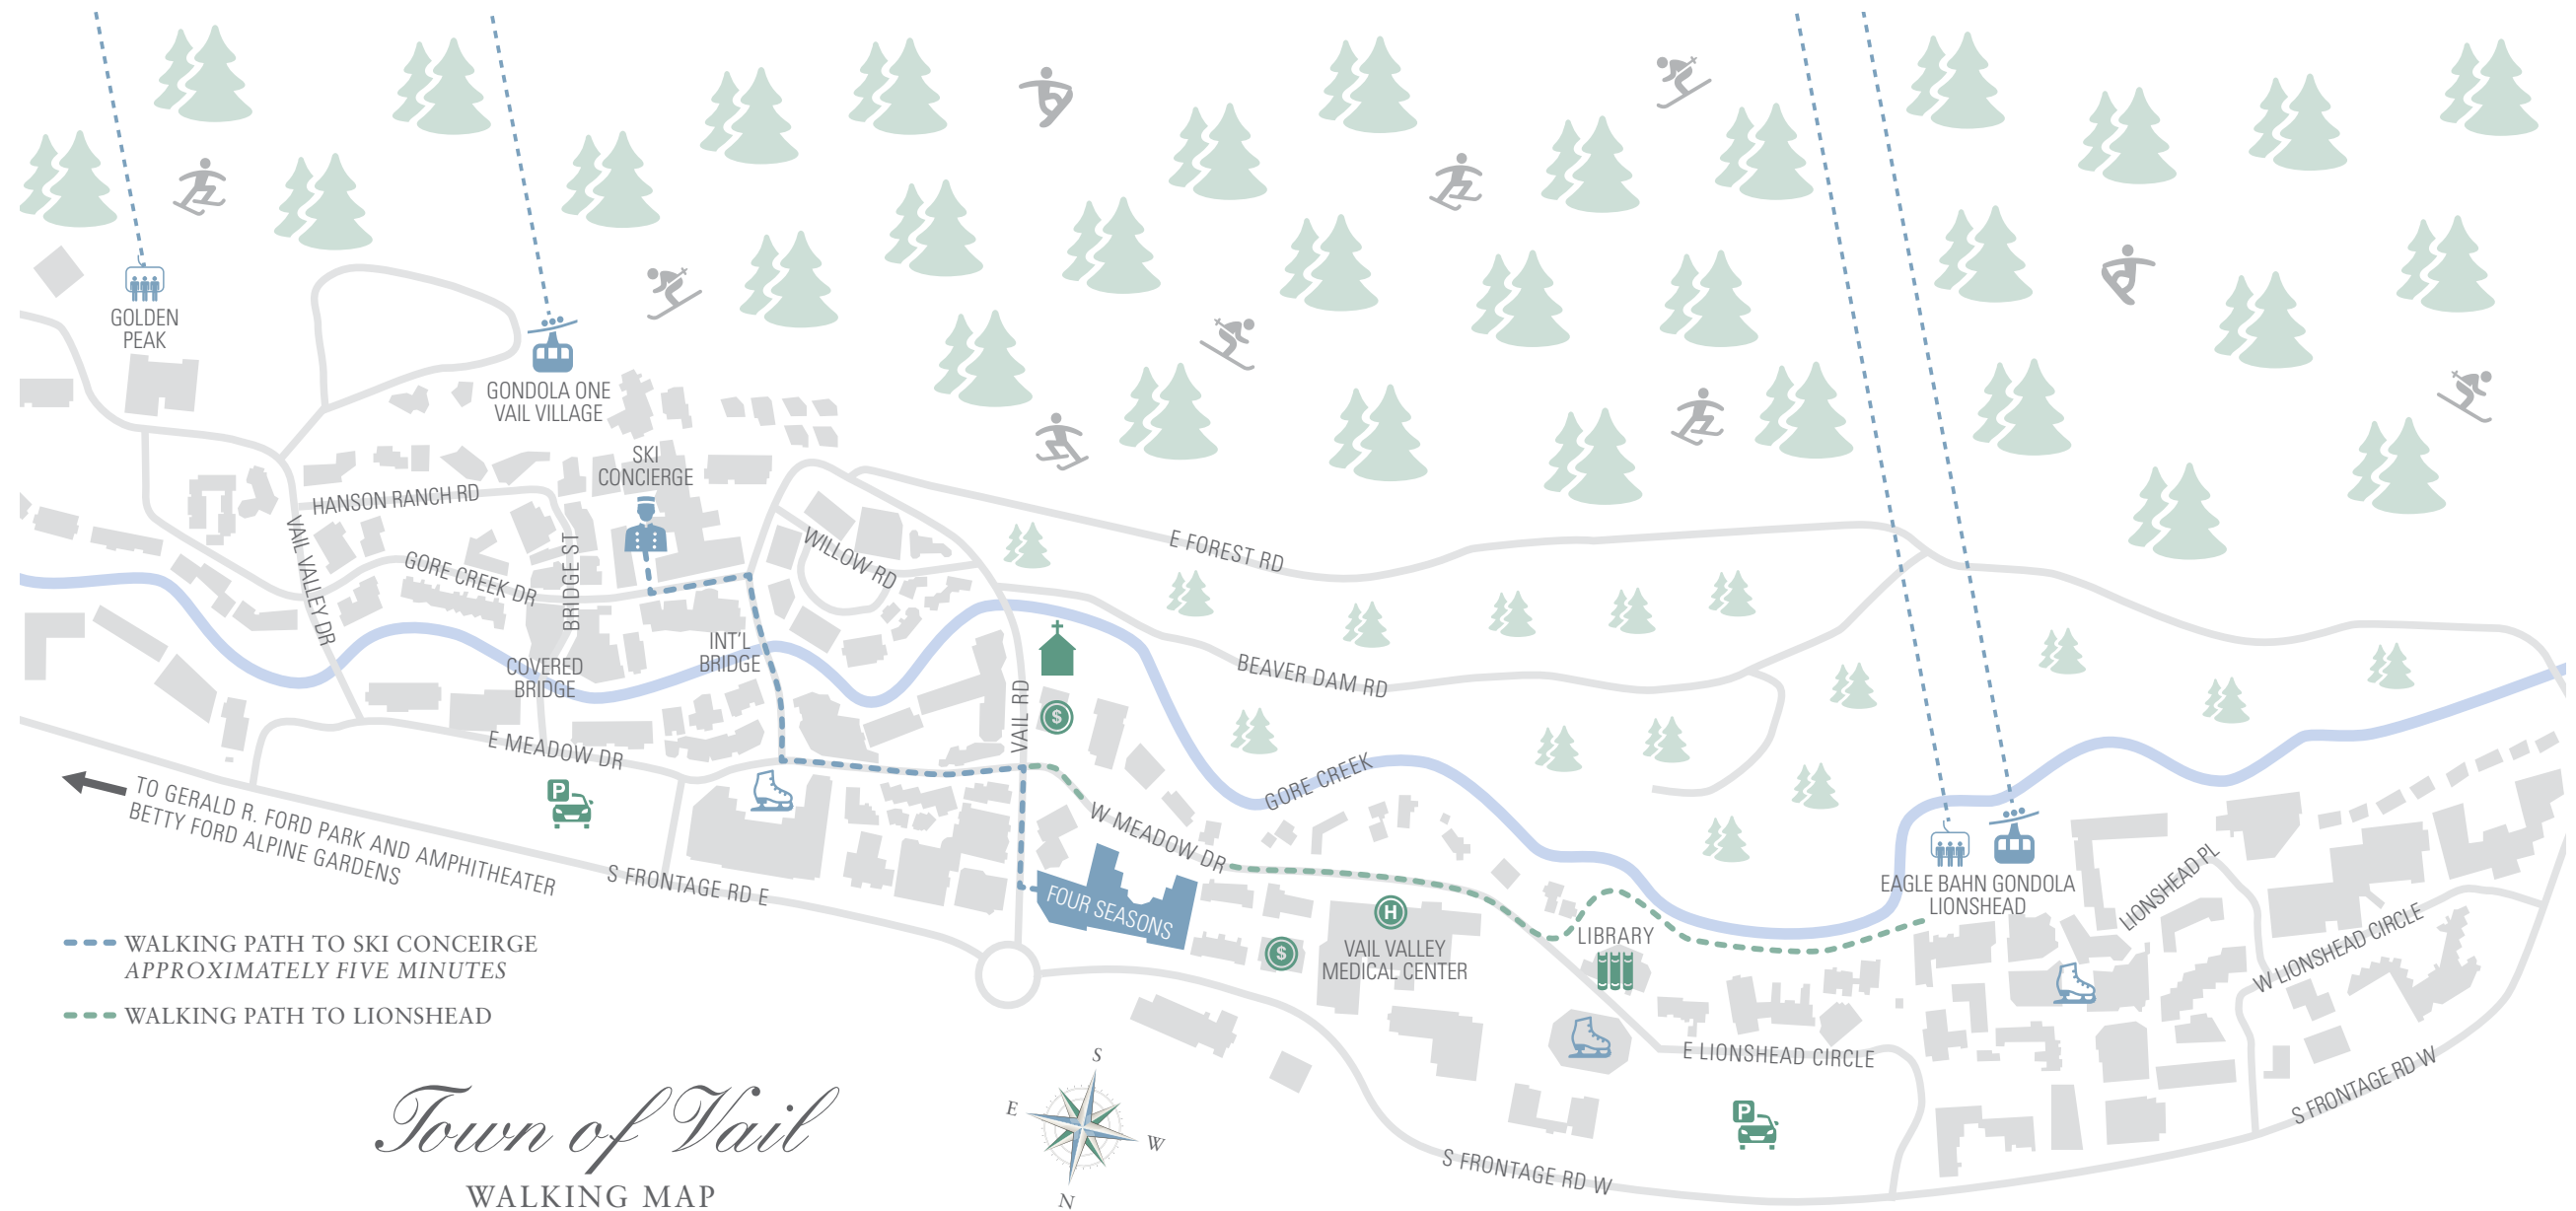 GOLDEN
PEAK
GONDOLA ONE
VAIL VILLAGE
SKI
CONCIERGE
HANSON RANCH RD
VAIL VALLEY DR
GORE CREEK DR
BRIDGE ST
WILLOW RD
E FOREST RD
INT'L
BRIDGE
COVERED
BRIDGE
BEAVER DAM RD
VAIL RD
$
E MEADOW DR
GORE CREEK
P
TO GERALD R. FORD PARK AND AMPHITHEATER
BETTY FORD ALPINE GARDENS
S FRONTAGE RD E
W MEADOW DR
FOUR SEASONS
H
VAIL VALLEY
MEDICAL CENTER
$
LIBRARY
EAGLE BAHN GONDOLA
LIONSHEAD
LIONSHEAD PL
W LIONSHEAD CIRCLE
E LIONSHEAD CIRCLE
P
S FRONTAGE RD W
S FRONTAGE RD W
WALKING PATH TO SKI CONCEIRGE
APPROXIMATELY FIVE MINUTES
WALKING PATH TO LIONSHEAD
Town of Vail
WALKING MAP
S
E
W
N